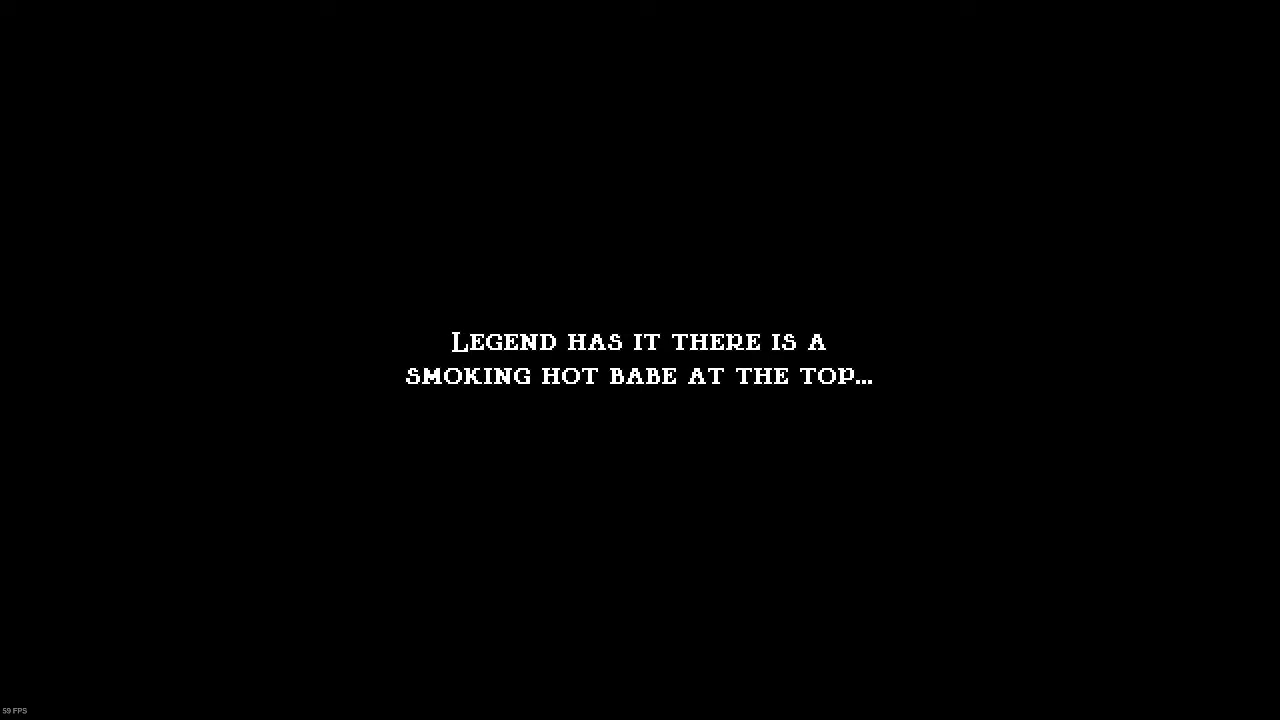 Legend has it there is a
smoking hot babe at the top...
59 FPS